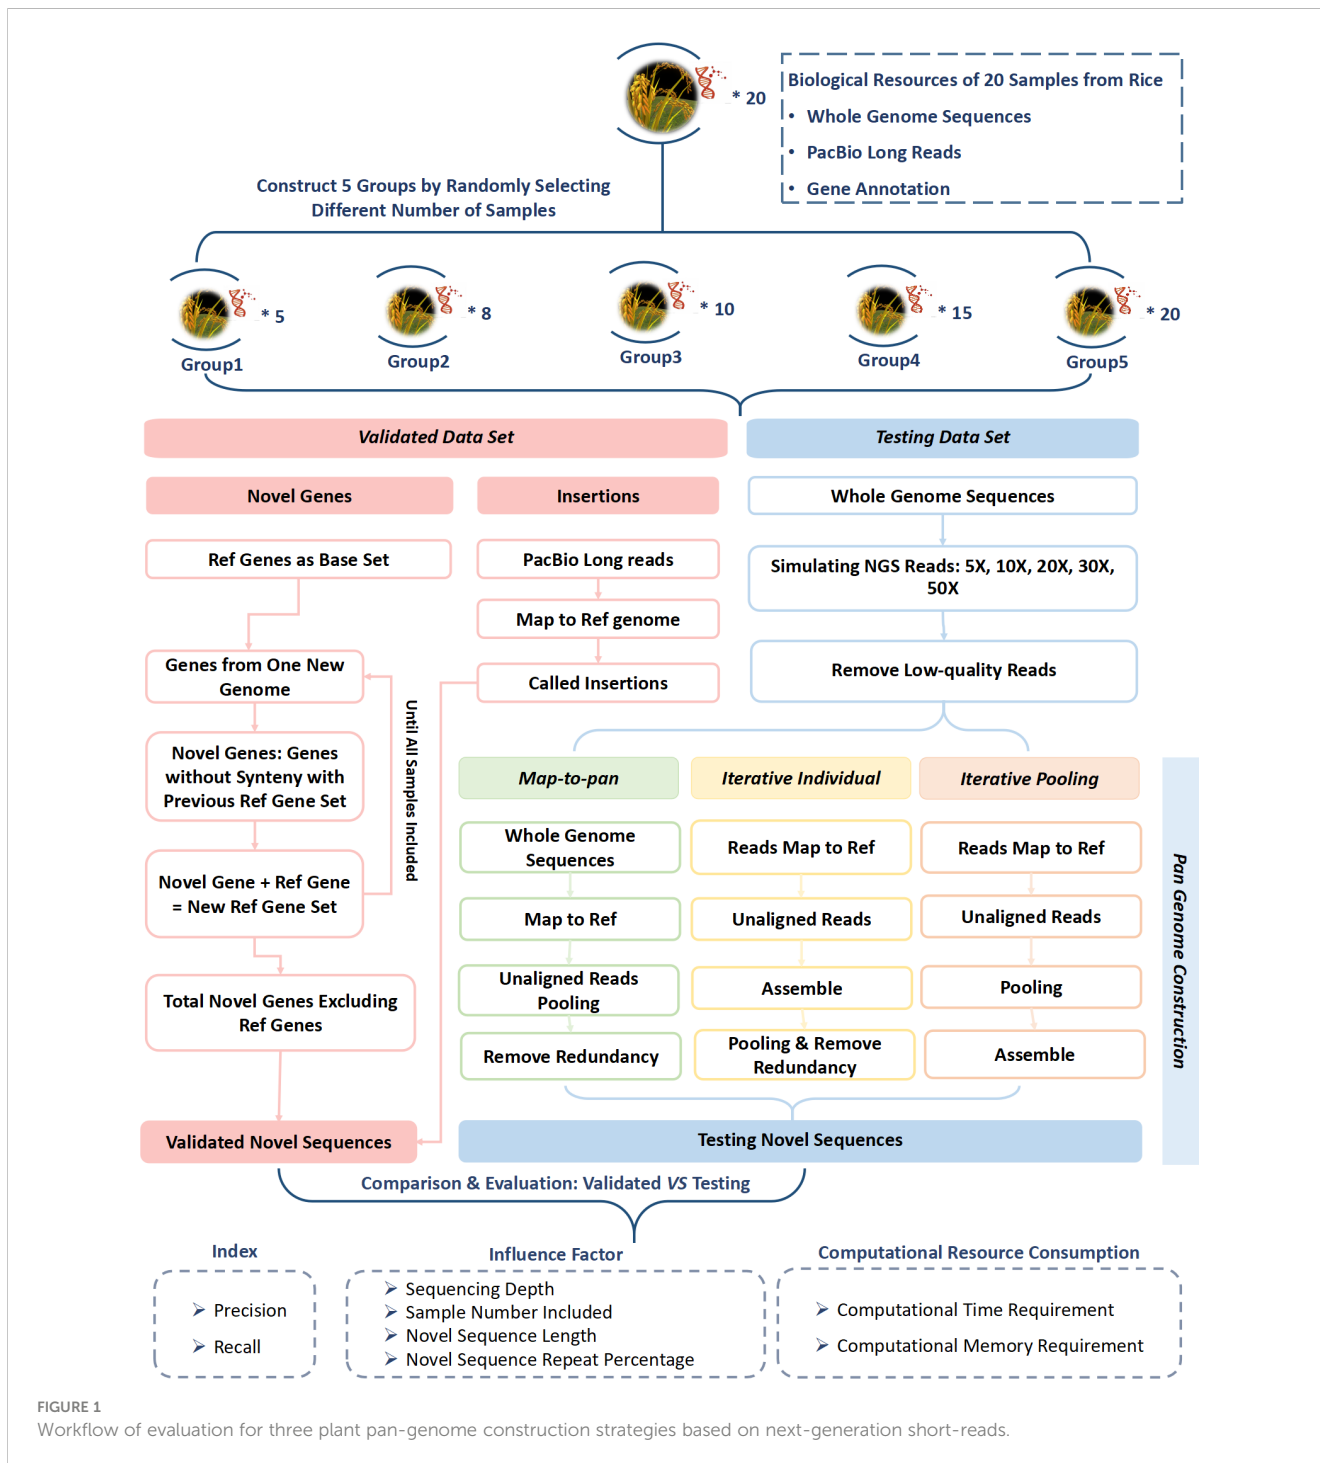 * 20
Biological Resources of 20 Samples from Rice
• Whole Genome Sequences
• PacBio Long Reads
• Gene Annotation
Construct 5 Groups by Randomly Selecting
Different Number of Samples
* 5
* 8
* 10
* 15
* 20
Group1
Group2
Group3
Group4
Group5
Validated Data Set
Testing Data Set
Novel Genes
Insertions
Whole Genome Sequences
Ref Genes as Base Set
PacBio Long reads
Simulating NGS Reads: 5X, 10X, 20X, 30X,
50X
Map to Ref genome
Genes from One New
Genome
Called Insertions
Remove Low-quality Reads
Until All Samples Included
Novel Genes: Genes
without Synteny with
Previous Ref Gene Set
Novel Gene + Ref Gene
= New Ref Gene Set
Total Novel Genes Excluding
Ref Genes
Map-to-pan
Iterative Individual
Iterative Pooling
Whole Genome
Sequences
Reads Map to Ref
Reads Map to Ref
Map to Ref
Unaligned Reads
Unaligned Reads
Unaligned Reads
Pooling
Assemble
Pooling
Remove Redundancy
Pooling & Remove
Redundancy
Assemble
Pan Genome Construction
Validated Novel Sequences
Testing Novel Sequences
Comparison & Evaluation: Validated VS Testing
Index
➢ Precision
➢ Recall
Influence Factor
➢ Sequencing Depth
➢ Sample Number Included
➢ Novel Sequence Length
➢ Novel Sequence Repeat Percentage
Computational Resource Consumption
➢ Computational Time Requirement
➢ Computational Memory Requirement
FIGURE 1
Workflow of evaluation for three plant pan-genome construction strategies based on next-generation short-reads.